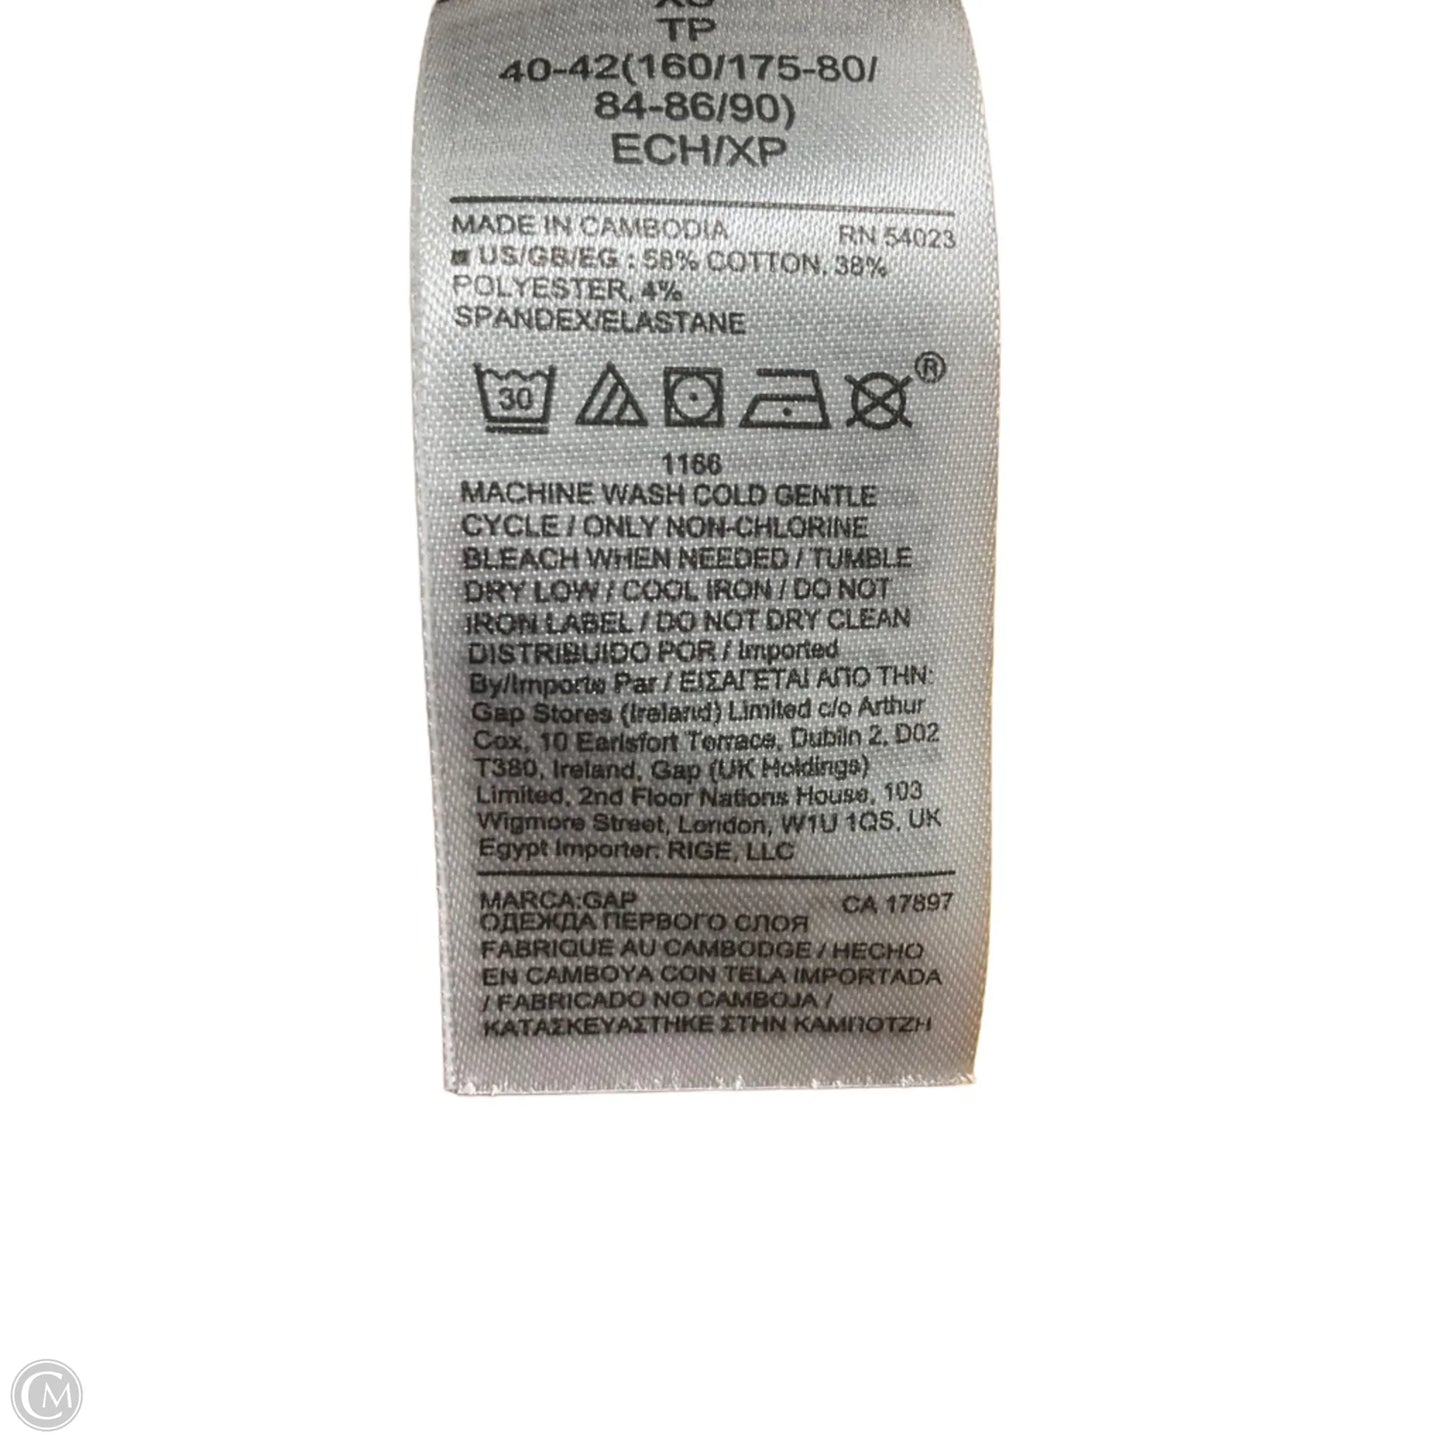 XS
TP
40-42(160/175-80/
84-86/90)
ECH/XP
MADE IN CAMBODIA RN 54023
US/GB/EG : 58% COTTON, 38%
POLYESTER, 4%
SPANDEX/ELASTANE
30 ®
1166
MACHINE WASH COLD GENTLE
CYCLE / ONLY NON-CHLORINE
BLEACH WHEN NEEDED / TUMBLE
DRY LOW / COOL IRON / DO NOT
IRON LABEL / DO NOT DRY CLEAN
DISTRIBUIDO POR / Imported
By/Importe Par / ΕΙΣΑΓΕΤΑΙ ΑΠΟ ΤΗΝ:
Gap Stores (Ireland) Limited c/o Arthur
Cox, 10 Earlsfort Terrace, Dublin 2, D02
T380, Ireland, Gap (UK Holdings)
Limited, 2nd Floor Nations House, 103
Wigmore Street, London, W1U 1QS, UK
Egypt Importer: RIGE, LLC
MARCA:GAP CA 17897
ОДЕЖДА ПЕРВОГО СЛОЯ
FABRIQUE AU CAMBODGE / HECHO
EN CAMBOYA CON TELA IMPORTADA
/ FABRICADO NO CAMBOJA /
ΚΑΤΑΣΚΕΥΑΣΤΗΚΕ ΣΤΗΝ ΚΑΜΠΟΤΖΗ
CM